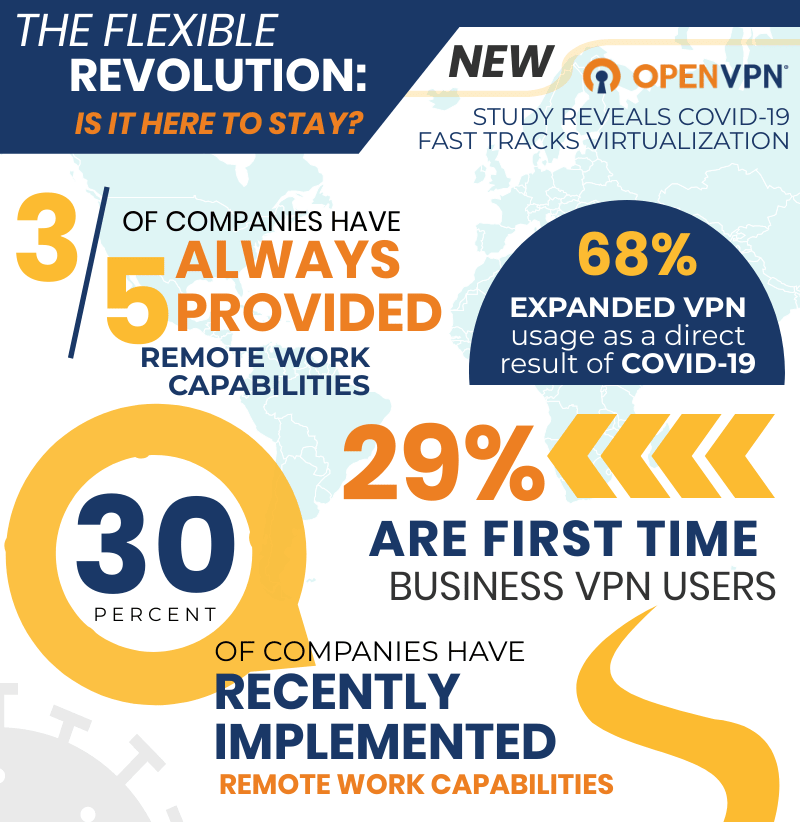 THE FLEXIBLE
REVOLUTION:
IS IT HERE TO STAY?
NEW OPENVPN®
STUDY REVEALS COVID-19
FAST TRACKS VIRTUALIZATION
3/5
OF COMPANIES HAVE
ALWAYS
PROVIDED
REMOTE WORK
CAPABILITIES
68%
EXPANDED VPN
usage as a direct
result of COVID-19
29%
ARE FIRST TIME
BUSINESS VPN USERS
30
PERCENT
OF COMPANIES HAVE
RECENTLY
IMPLEMENTED
REMOTE WORK CAPABILITIES